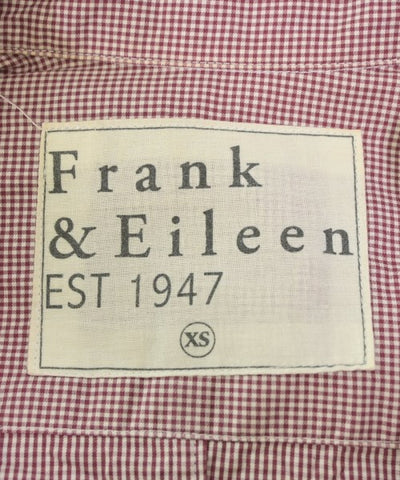 Frank
& Eileen
EST 1947
XS